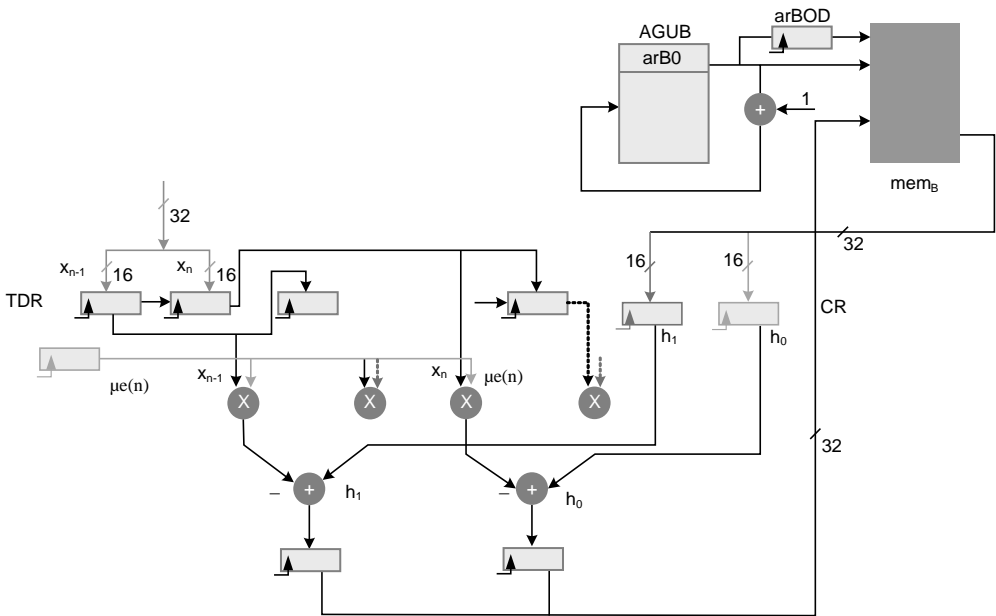 arBOD
AGUB
arB0
+
1
mem_B
32
32
x_{n-1}
16
x_n
16
16
16
TDR
CR
h_1
h_0
μe(n)
x_{n-1}
x_n
μe(n)
X
X
X
X
32
– + h_1
– + h_0